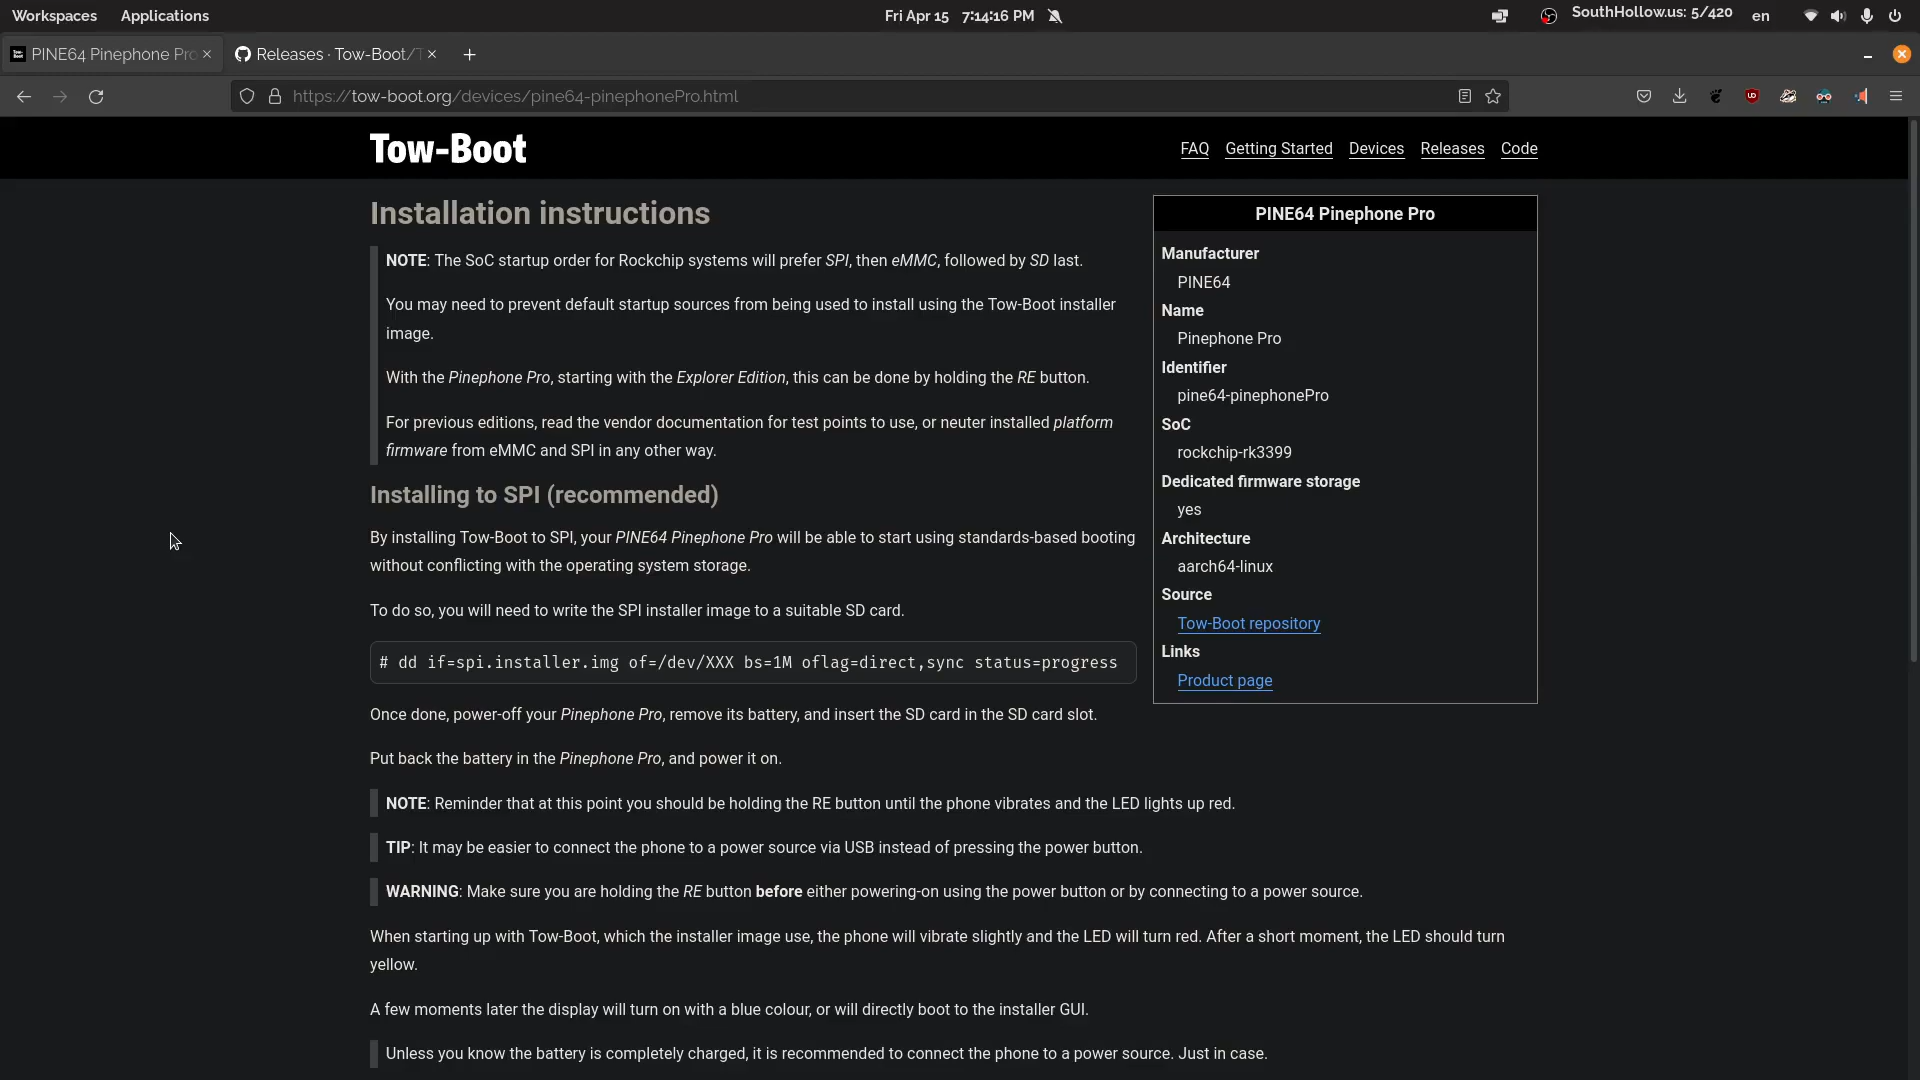 Workspaces Applications Fri Apr 15 7:14:16 PM SouthHollow.us: 5/420 en
PINE64 Pinephone Pro Releases · Tow-Boot/T
https://tow-boot.org/devices/pine64-pinephonePro.html
Tow-Boot
FAQ Getting Started Devices Releases Code
Installation instructions
NOTE: The SoC startup order for Rockchip systems will prefer SPI, then eMMC, followed by SD last.
You may need to prevent default startup sources from being used to install using the Tow-Boot installer
image.
With the Pinephone Pro, starting with the Explorer Edition, this can be done by holding the RE button.
For previous editions, read the vendor documentation for test points to use, or neuter installed platform
firmware from eMMC and SPI in any other way.
Installing to SPI (recommended)
By installing Tow-Boot to SPI, your PINE64 Pinephone Pro will be able to start using standards-based booting
without conflicting with the operating system storage.
To do so, you will need to write the SPI installer image to a suitable SD card.
# dd if=spi.installer.img of=/dev/XXX bs=1M oflag=direct,sync status=progress
Once done, power-off your Pinephone Pro, remove its battery, and insert the SD card in the SD card slot.
Put back the battery in the Pinephone Pro, and power it on.
NOTE: Reminder that at this point you should be holding the RE button until the phone vibrates and the LED lights up red.
TIP: It may be easier to connect the phone to a power source via USB instead of pressing the power button.
WARNING: Make sure you are holding the RE button before either powering-on using the power button or by connecting to a power source.
When starting up with Tow-Boot, which the installer image use, the phone will vibrate slightly and the LED will turn red. After a short moment, the LED should turn
yellow.
A few moments later the display will turn on with a blue colour, or will directly boot to the installer GUI.
Unless you know the battery is completely charged, it is recommended to connect the phone to a power source. Just in case.
PINE64 Pinephone Pro
Manufacturer
PINE64
Name
Pinephone Pro
Identifier
pine64-pinephonePro
SoC
rockchip-rk3399
Dedicated firmware storage
yes
Architecture
aarch64-linux
Source
Tow-Boot repository
Links
Product page